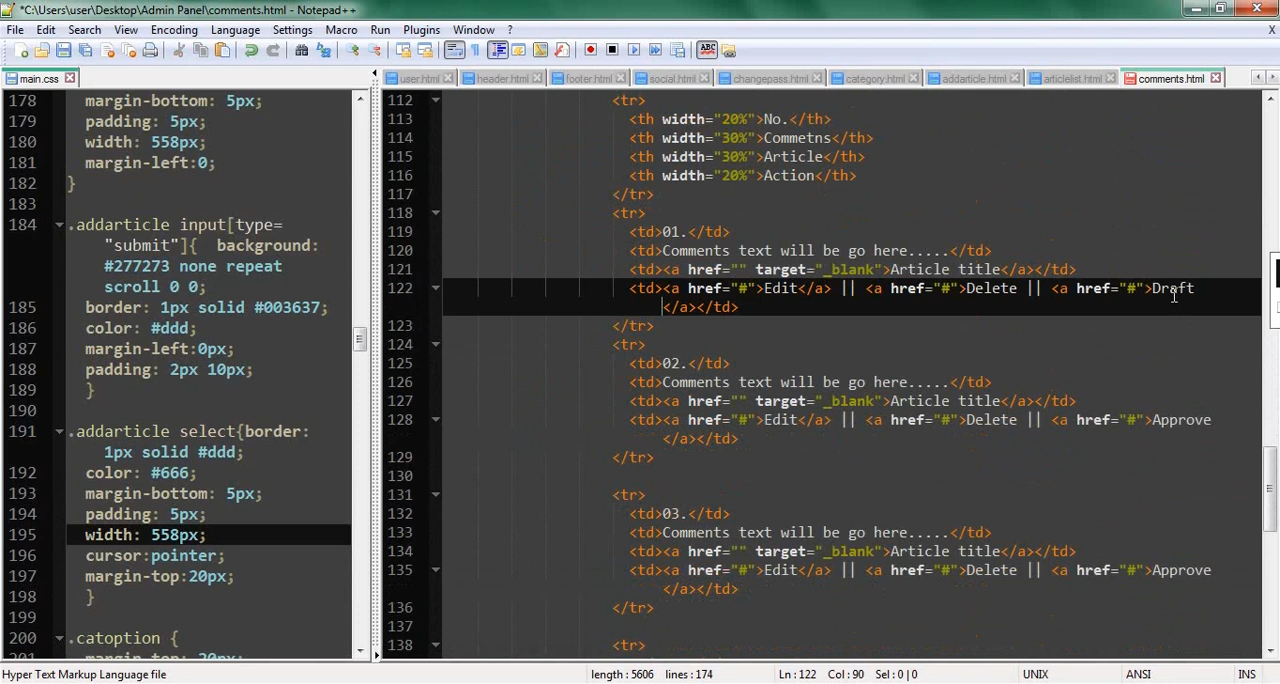 *C:\Users\user\Desktop\Admin Panel\comments.html - Notepad++
File Edit Search View Encoding Language Settings Macro Run Plugins Window ? X
main.css user.html header.html footer.html social.html changepass.html category.html addarticle.html articlelist.html comments.html
178 margin-bottom: 5px;
179 padding: 5px;
180 width: 558px;
181 margin-left:0;
182 }
183
184 .addarticle input[type=
"submit"]{ background:
#277273 none repeat
scroll 0 0;
185 border: 1px solid #003637;
186 color: #ddd;
187 margin-left:0px;
188 padding: 2px 10px;
189 }
190
191 .addarticle select{border:
1px solid #ddd;
192 color: #666;
193 margin-bottom: 5px;
194 padding: 5px;
195 width: 558px;
196 cursor:pointer;
197 margin-top:20px;
198 }
199
200 .catoption {
201 margin-top: 20px;
112 <tr>
113 <th width="20%">No.</th>
114 <th width="30%">Commetns</th>
115 <th width="30%">Article</th>
116 <th width="20%">Action</th>
117 </tr>
118 <tr>
119 <td>01.</td>
120 <td>Comments text will be go here.....</td>
121 <td><a href="" target="_blank">Article title</a></td>
122 <td><a href="#">Edit</a> || <a href="#">Delete || <a href="#">Draft
</a></td>
123 </tr>
124 <tr>
125 <td>02.</td>
126 <td>Comments text will be go here.....</td>
127 <td><a href="" target="_blank">Article title</a></td>
128 <td><a href="#">Edit</a> || <a href="#">Delete || <a href="#">Approve
</a></td>
129 </tr>
130
131 <tr>
132 <td>03.</td>
133 <td>Comments text will be go here.....</td>
134 <td><a href="" target="_blank">Article title</a></td>
135 <td><a href="#">Edit</a> || <a href="#">Delete || <a href="#">Approve
</a></td>
136 </tr>
137
138 <tr>
Hyper Text Markup Language file length : 5606 lines : 174 Ln : 122 Col : 90 Sel : 0 | 0 UNIX ANSI INS